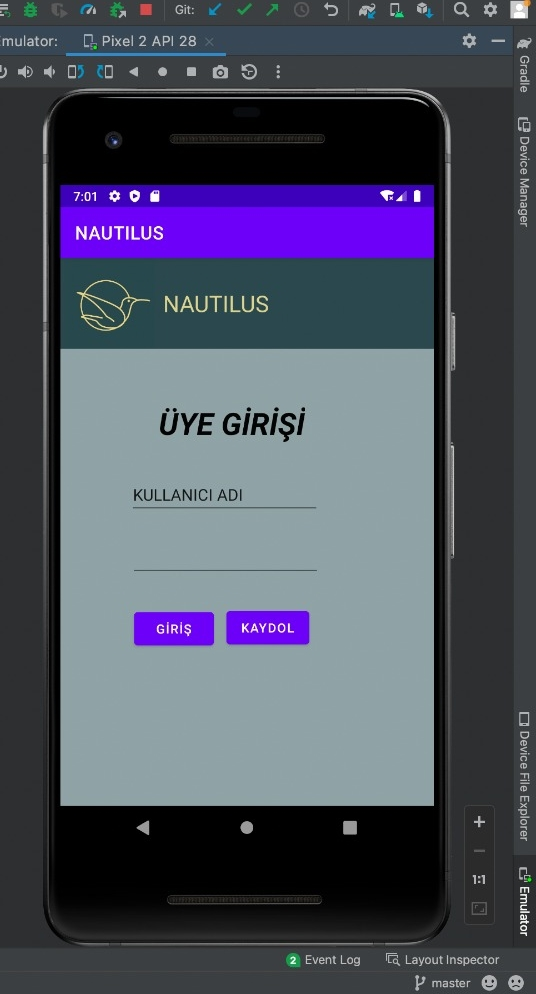 Git:
Emulator:
Pixel 2 API 28
7:01
NAUTILUS
NAUTILUS
ÜYE GİRİŞİ
KULLANICI ADI
GİRİŞ
KAYDOL
Gradle
Device Manager
Device File Explorer
Emulator
1:1
2 Event Log
Layout Inspector
master